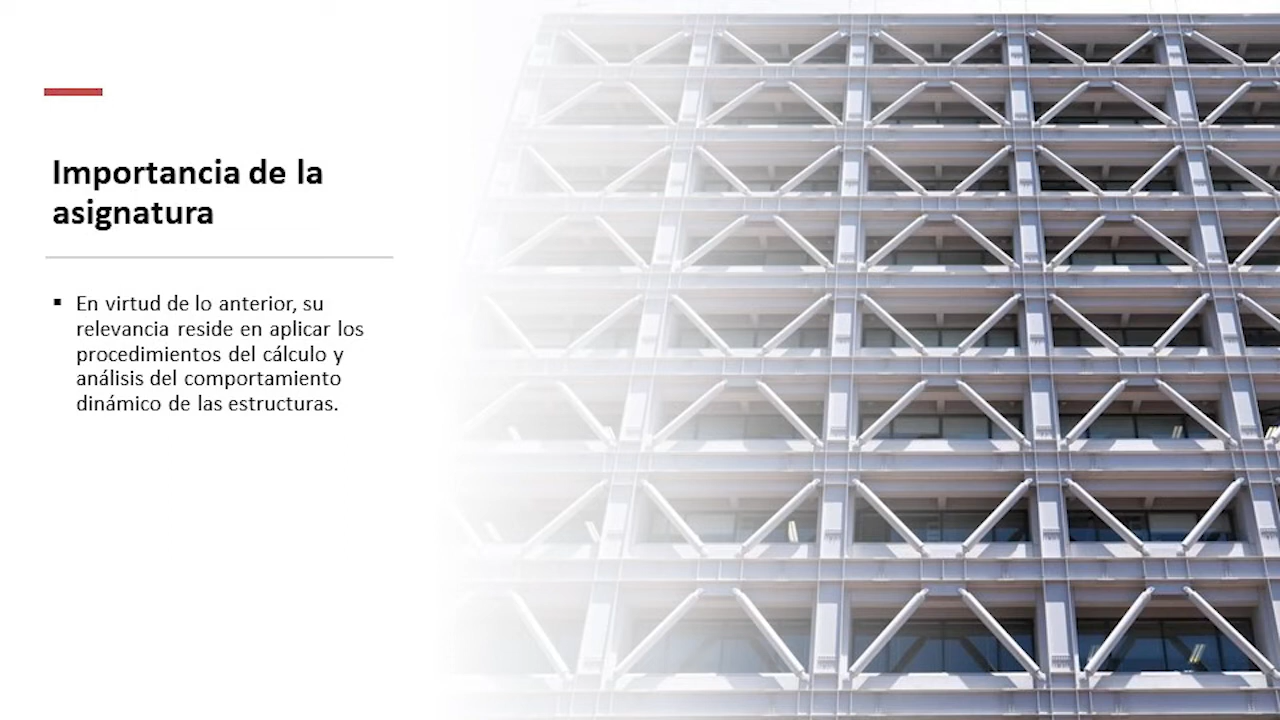 Importancia de la
asignatura
▪ En virtud de lo anterior, su
relevancia reside en aplicar los
procedimientos del cálculo y
análisis del comportamiento
dinámico de las estructuras.